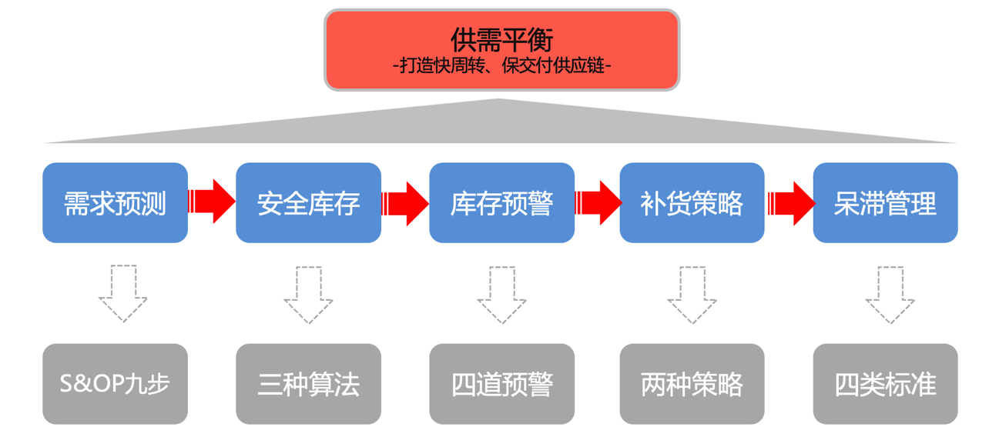 供需平衡
-打造快周转、保交付供应链-
需求预测
安全库存
库存预警
补货策略
呆滞管理
S&OP九步
三种算法
四道预警
两种策略
四类标准